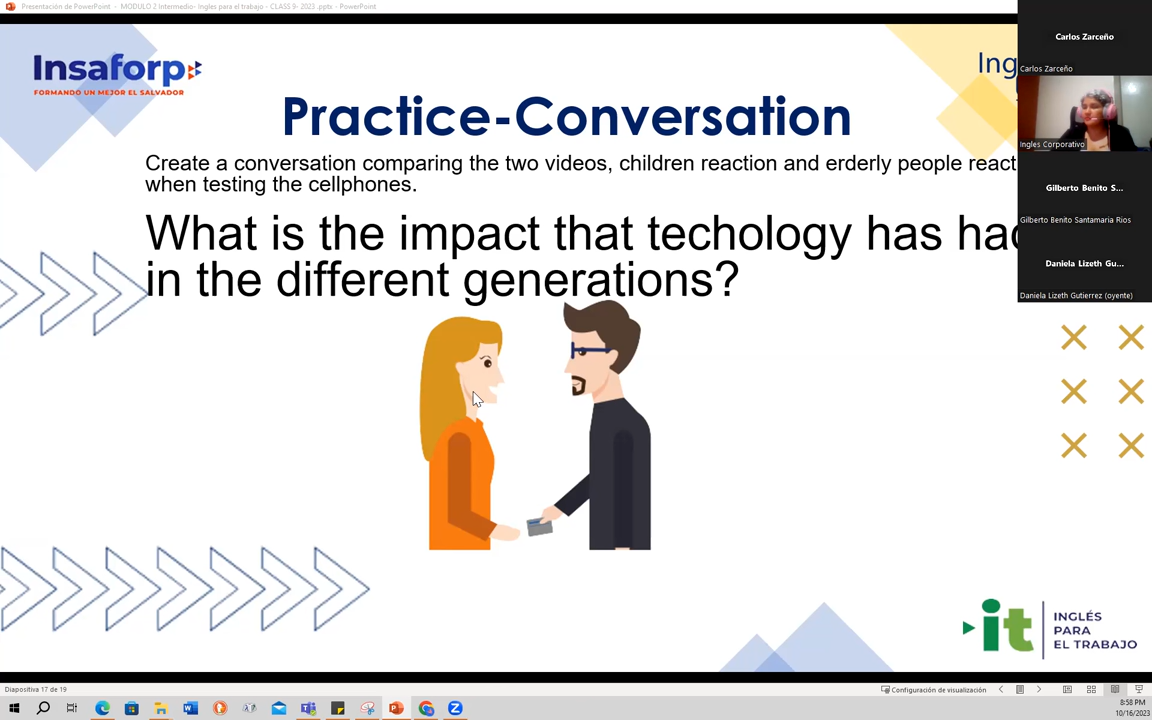 Presentación de PowerPoint - MODULO 2 Intermedio- Ingles para el trabajo - CLASS 9- 2023 .pptx - PowerPoint
Carlos Zarceño
Carlos Zarceño
Insaforp
FORMANDO UN MEJOR EL SALVADOR
Ing
Practice-Conversation
Ingles Corporativo
Create a conversation comparing the two videos, children reaction and erderly people react
when testing the cellphones.
Gilberto Benito S...
Gilberto Benito Santamaria Rios
What is the impact that techology has had
in the different generations?
Daniela Lizeth Gu...
Daniela Lizeth Gutierrez (oyente)
it
INGLÉS
PARA
EL TRABAJO
Diapositiva 17 de 19
Configuración de visualización
8:58 PM
10/16/2023